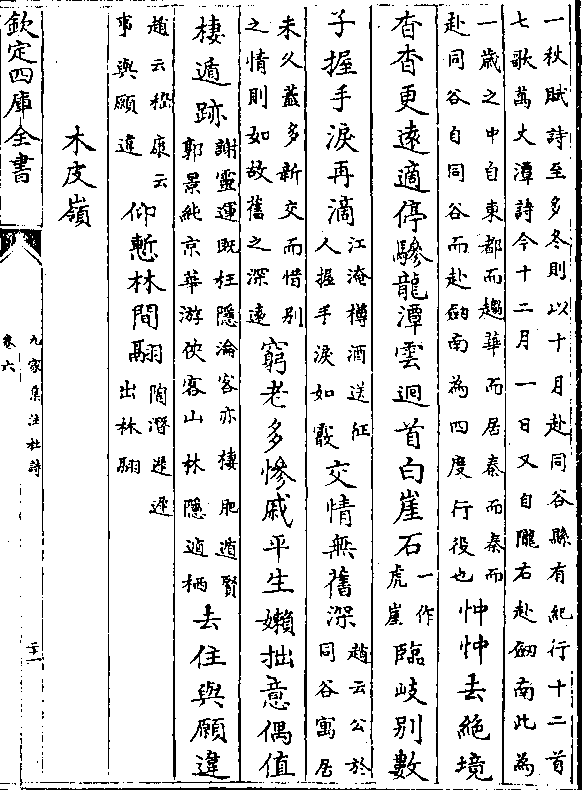 一秋賦詩至多冬則以十月赴同谷縣有紀行十二首
七歌萬丈潭詩今十二月一日又自隴右赴劒南此為
一歲之中自東都而趨華而居秦而秦而
赴同谷自同谷而赴劒南為四度行役也
忡忡去絶境
杳杳更遠適停驂龍潭雲迴首白崖石
一作
虎崖
臨岐别數
子握手淚再滴
江淹樽酒送征
人握手淚如霰
交情無舊深
趙云公於
同谷寓居
未久蓋多新交而惜别
之情則如故舊之深遠
窮老多慘戚平生嬾拙意偶值
棲遁跡
謝靈運既枉隱淪客亦棲肥遁賢
郭景純京華游俠客山林隱遁栖
去住與願違
趙云嵇康云
事與願違
仰慙林間翮
陶潛遲遲
出林翮
木皮嶺
欽定四庫全書
九家集注杜詩
卷六